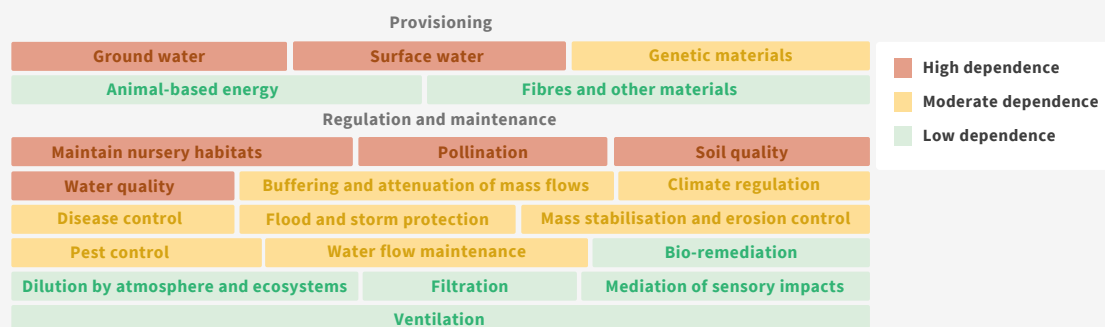 Provisioning
Ground water
Surface water
Genetic materials
Animal-based energy
Fibres and other materials
Regulation and maintenance
Maintain nursery habitats
Pollination
Soil quality
Water quality
Buffering and attenuation of mass flows
Climate regulation
Disease control
Flood and storm protection
Mass stabilisation and erosion control
Pest control
Water flow maintenance
Bio-remediation
Dilution by atmosphere and ecosystems
Filtration
Mediation of sensory impacts
Ventilation
High dependence
Moderate dependence
Low dependence